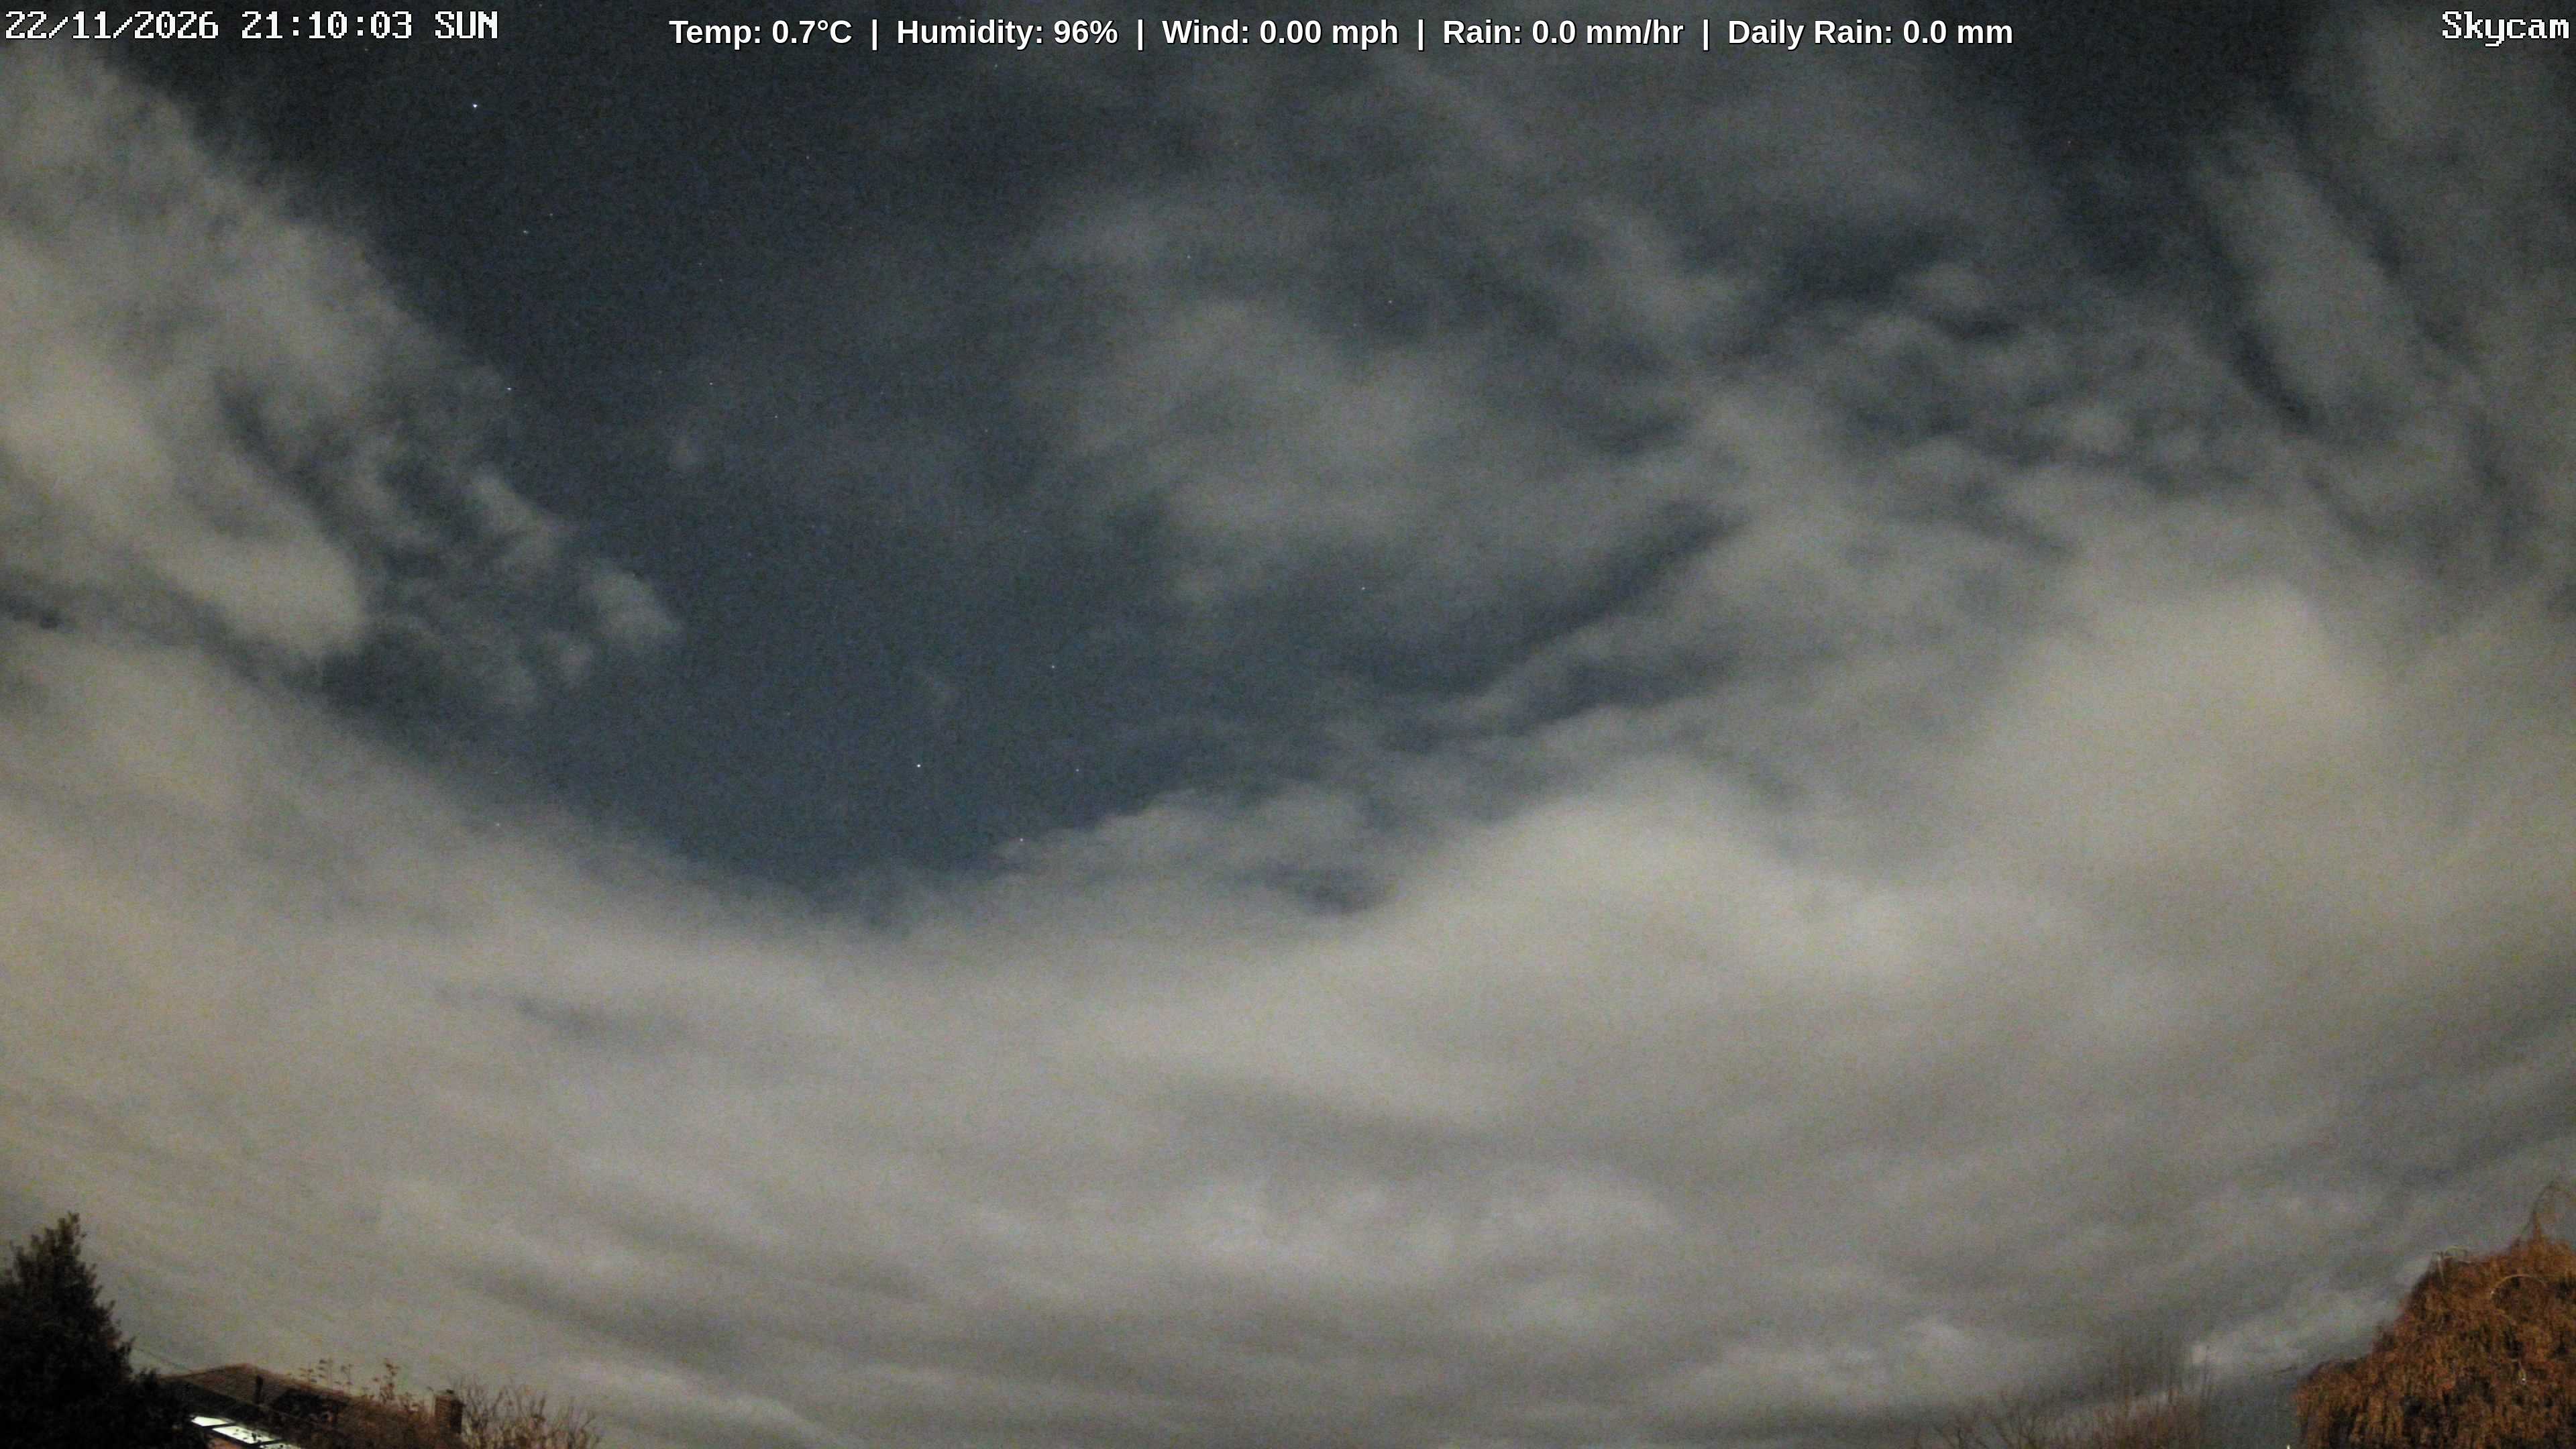 22/11/2026 21:10:03 SUN
Temp: 0.7°C | Humidity: 96% | Wind: 0.00 mph | Rain: 0.0 mm/hr | Daily Rain: 0.0 mm
Skycam